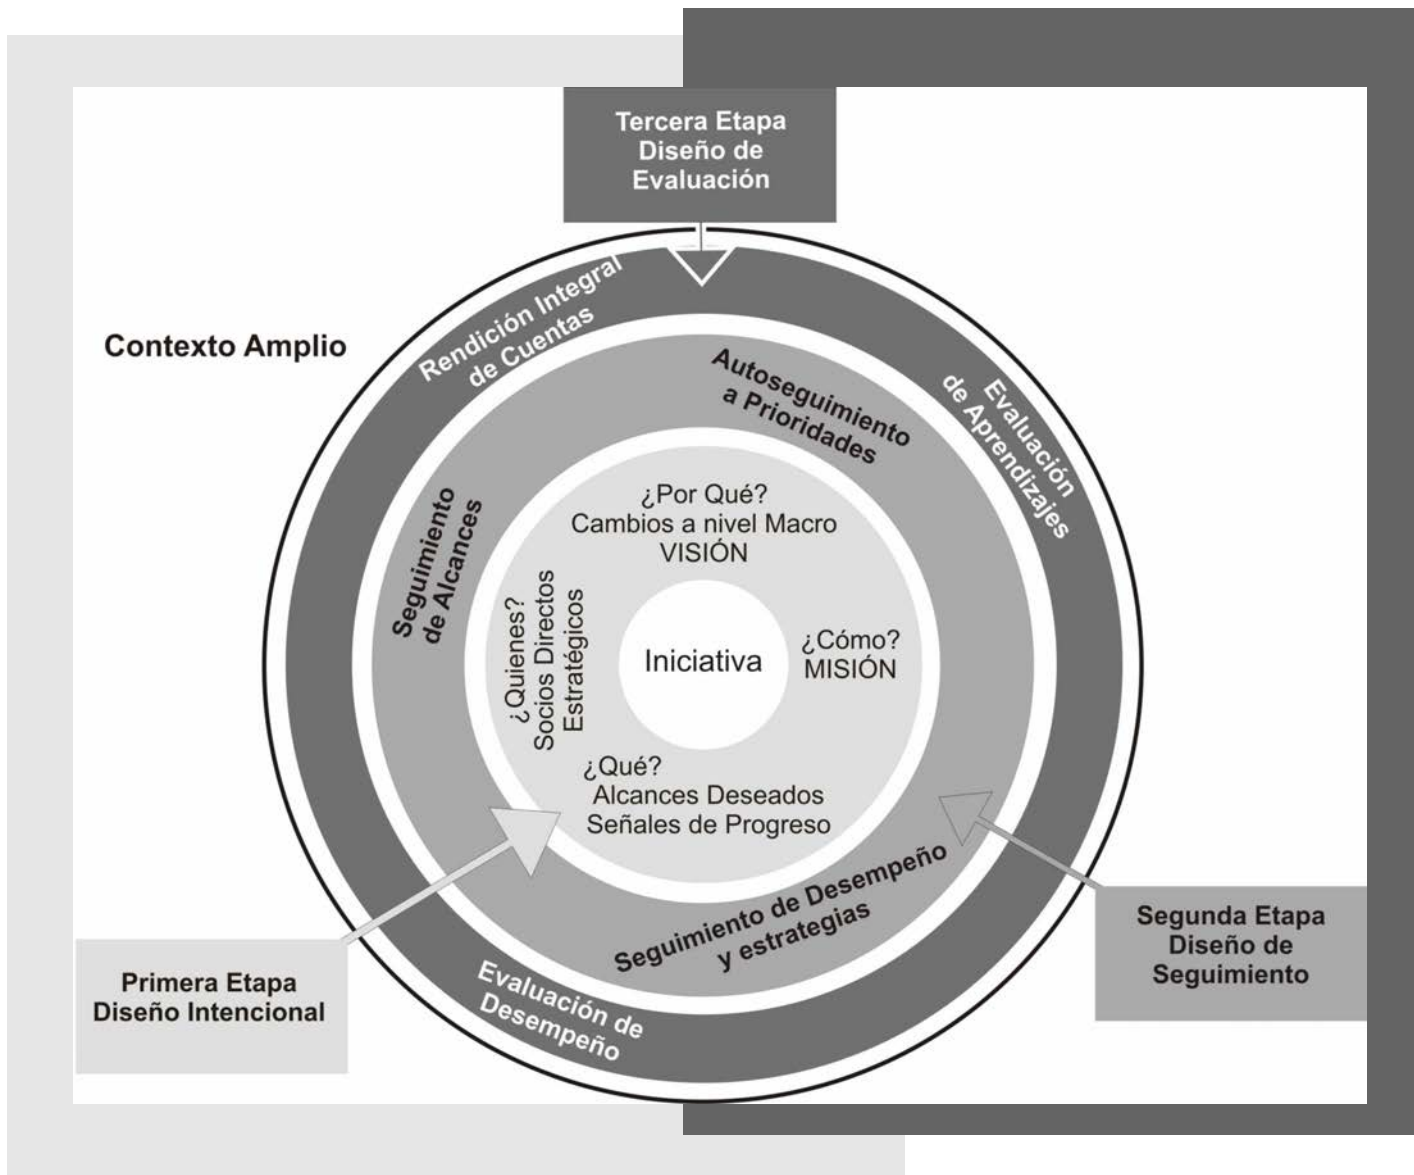 Tercera Etapa
Diseño de
Evaluación
Contexto Amplio
Rendición Integral
de Cuentas
Evaluación
de Aprendizajes
Autoseguimiento
a Prioridades
Seguimiento
de Alcances
¿Por Qué?
Cambios a nivel Macro
VISIÓN
¿Quienes?
Socios Directos
Estratégicos
Iniciativa
¿Cómo?
MISIÓN
¿Qué?
Alcances Deseados
Señales de Progreso
Seguimiento de Desempeño
y estrategias
Evaluación de
Desempeño
Primera Etapa
Diseño Intencional
Segunda Etapa
Diseño de
Seguimiento